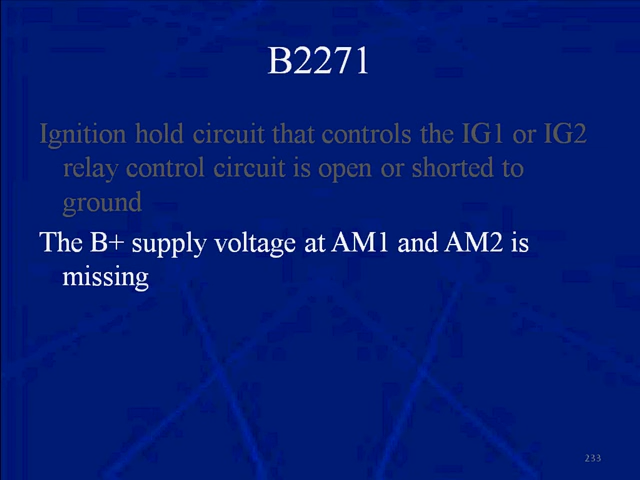 B2271
Ignition hold circuit that controls the IG1 or IG2
relay control circuit is open or shorted to
ground
The B+ supply voltage at AM1 and AM2 is
missing
233